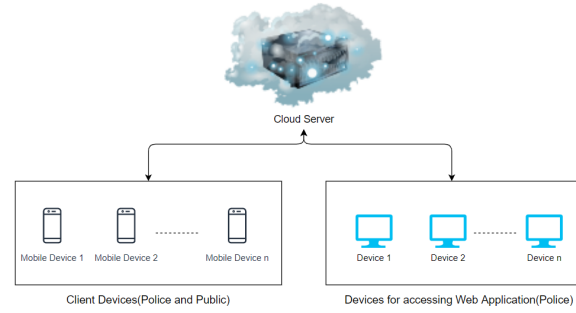 Cloud Server
Mobile Device 1 Mobile Device 2 Mobile Device n
Device 1 Device 2 Device n
Client Devices(Police and Public)
Devices for accessing Web Application(Police)